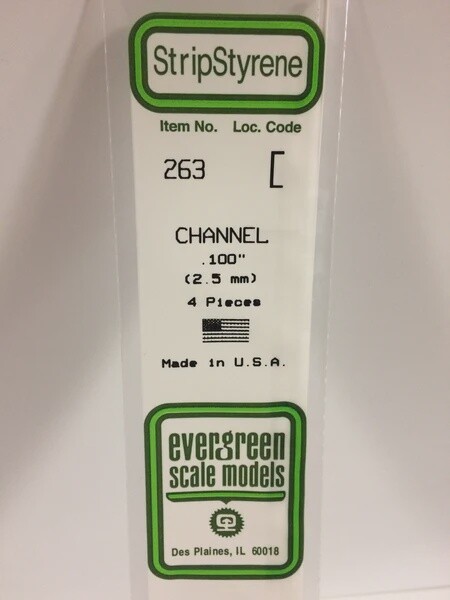 StripStyrene
Item No. Loc. Code
263 [
CHANNEL
.100"
(2.5 mm)
4 Pieces
Made in U.S.A.
evergreen
scale models
Des Plaines, IL 60018